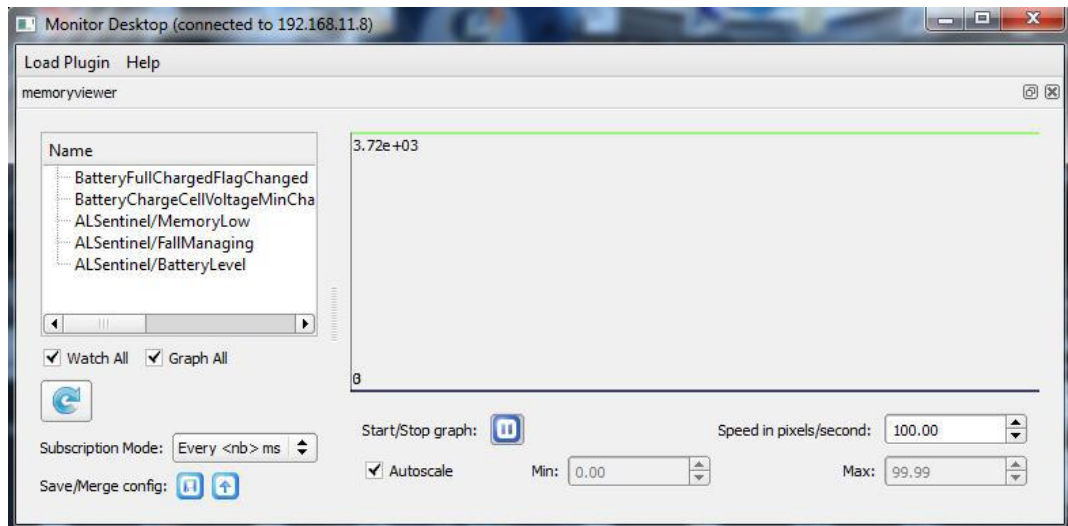 Monitor Desktop (connected to 192.168.11.8)
Load Plugin Help
memoryviewer
Name
BatteryFullChargedFlagChanged
BatteryChargeCellVoltageMinCha
ALSentinel/MemoryLow
ALSentinel/FallManaging
ALSentinel/BatteryLevel
Watch All Graph All
Subscription Mode: Every <nb> ms
Save/Merge config:
3.72e+03
Start/Stop graph: Speed in pixels/second: 100.00
Autoscale Min: 0.00 Max: 99.99